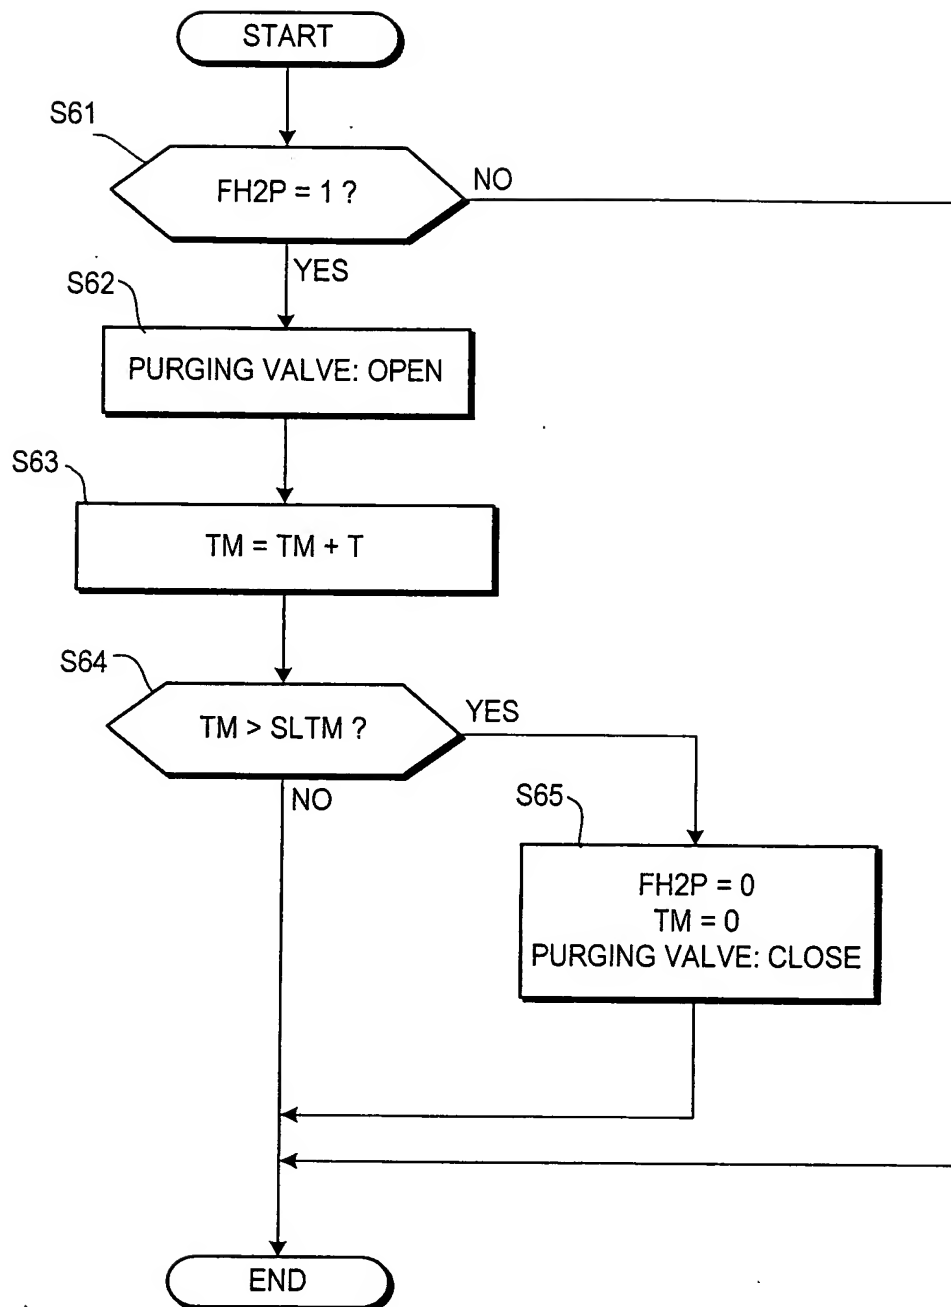 START
S61
FH2P = 1 ?
NO
YES
S62
PURGING VALVE: OPEN
S63
TM = TM + T
S64
TM > SLTM ?
YES
NO
S65
FH2P = 0
TM = 0
PURGING VALVE: CLOSE
END